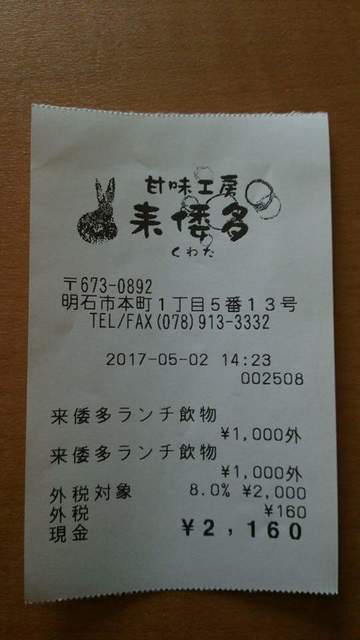 甘味工房
来倭多
くわた
〒673-0892
明石市本町1丁目5番13号
TEL/FAX(078)913-3332
2017-05-02 14:23
002508
来倭多ランチ飲物
¥1,000外
来倭多ランチ飲物
¥1,000外
外税対象 8.0% ¥2,000
外税 ¥160
現金 ¥2,160